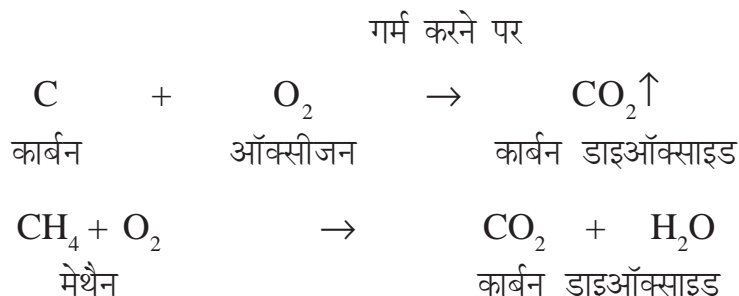 गर्म करने पर
C + O₂ → CO₂↑
कार्बन ऑक्सीजन कार्बन डाइऑक्साइड
CH₄ + O₂ → CO₂ + H₂O
मेथैन कार्बन डाइऑक्साइड